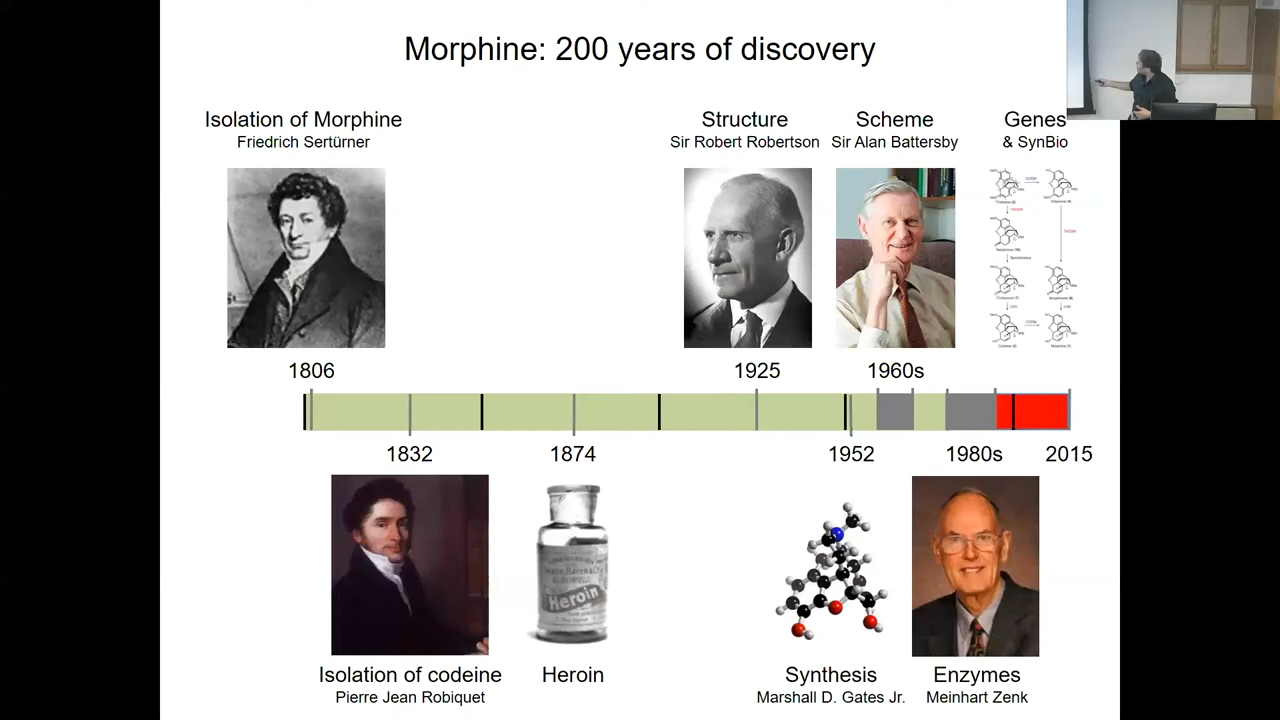 Morphine: 200 years of discovery
Isolation of Morphine
Friedrich Sertürner
Structure
Sir Robert Robertson
Scheme
Sir Alan Battersby
Genes
& SynBio
1806
1925
1960s
1832
1874
1952
1980s
2015
Heroin
Isolation of codeine
Pierre Jean Robiquet
Heroin
Synthesis
Marshall D. Gates Jr.
Enzymes
Meinhart Zenk